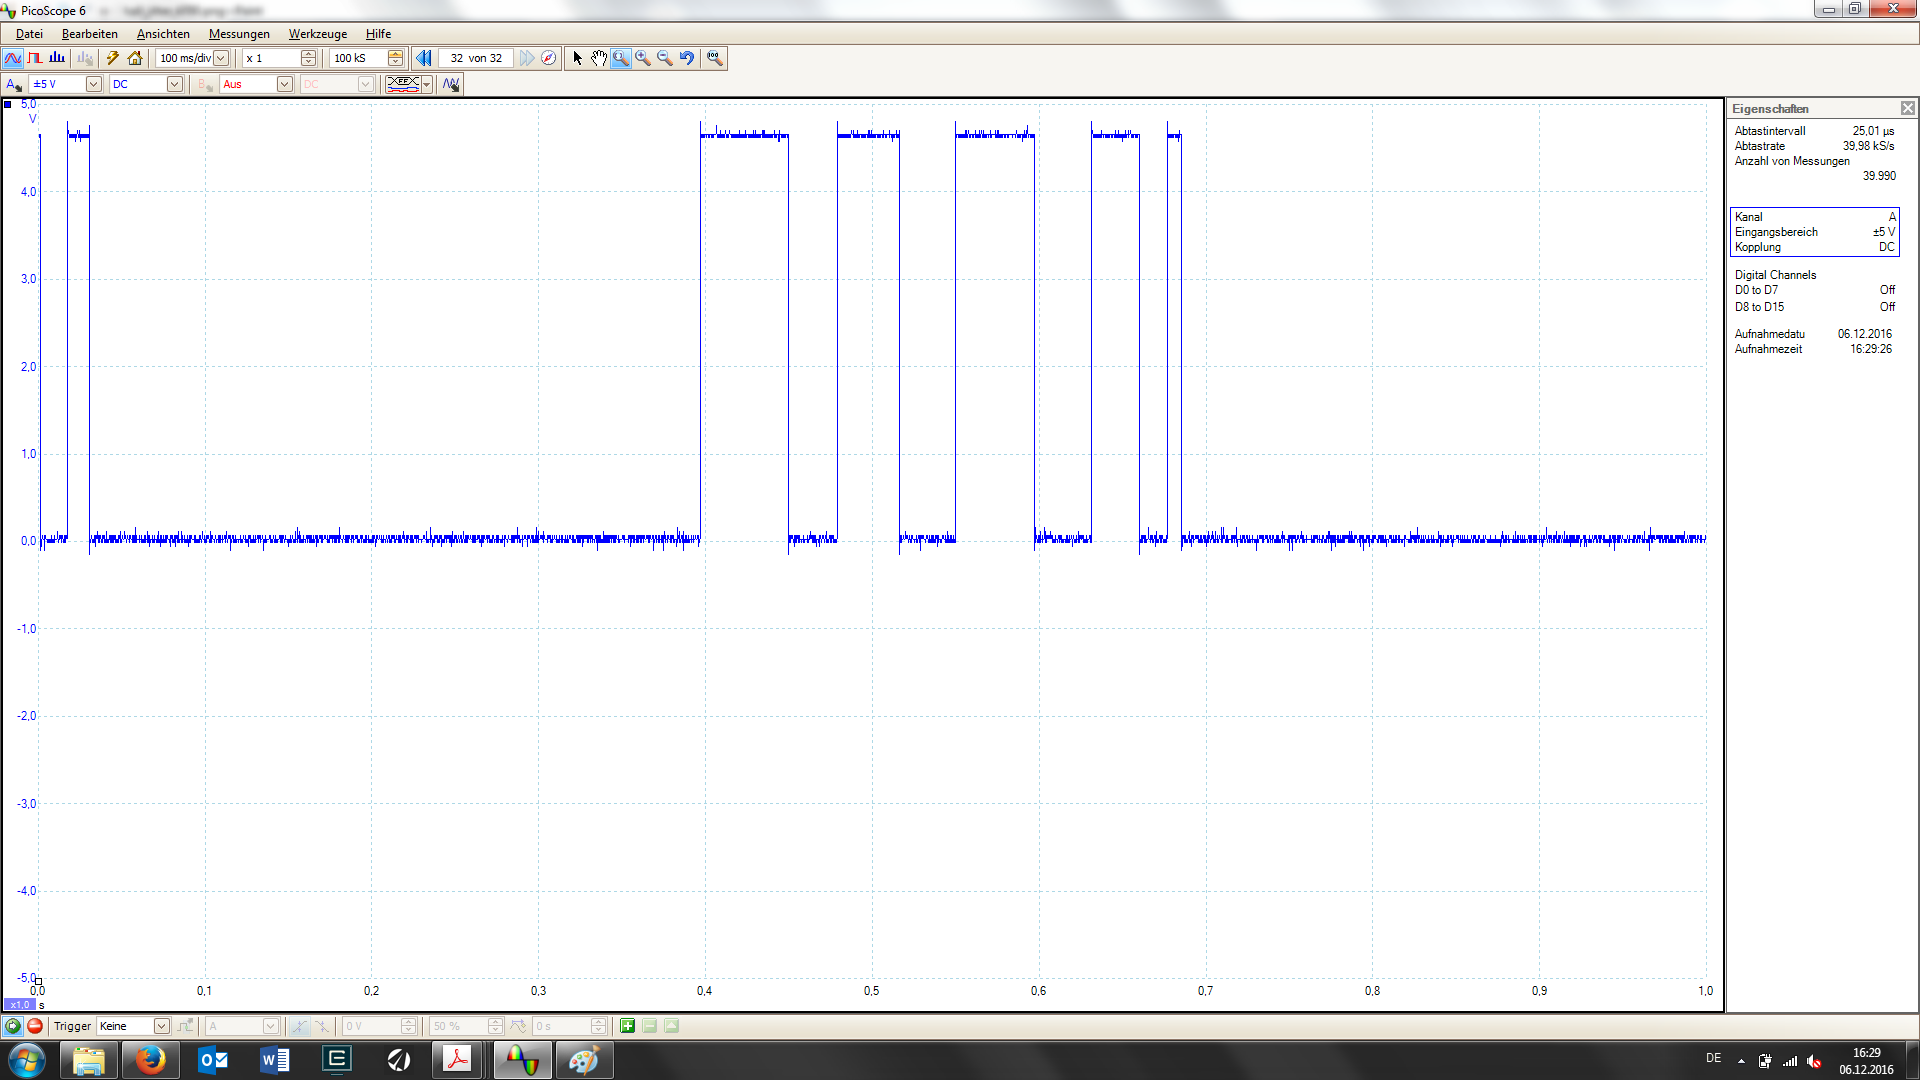 PicoScope 6
Datei Bearbeiten Ansichten Messungen Werkzeuge Hilfe
100 ms/div x 1 100 kS 32 von 32
A ±5 V DC B Aus DC
5,0
V
4,0
3,0
2,0
1,0
0,0
-1,0
-2,0
-3,0
-4,0
-5,0
0,0 0,1 0,2 0,3 0,4 0,5 0,6 0,7 0,8 0,9 1,0
x1,0 s
Eigenschaften
Abtastintervall 25,01 µs
Abtastrate 39,98 kS/s
Anzahl von Messungen
39.990
Kanal A
Eingangsbereich ±5 V
Kopplung DC
Digital Channels
D0 to D7 Off
D8 to D15 Off
Aufnahmedatu 06.12.2016
Aufnahmezeit 16:29:26
Trigger Keine A 0 V 50 % 0 s
DE 16:29
06.12.2016